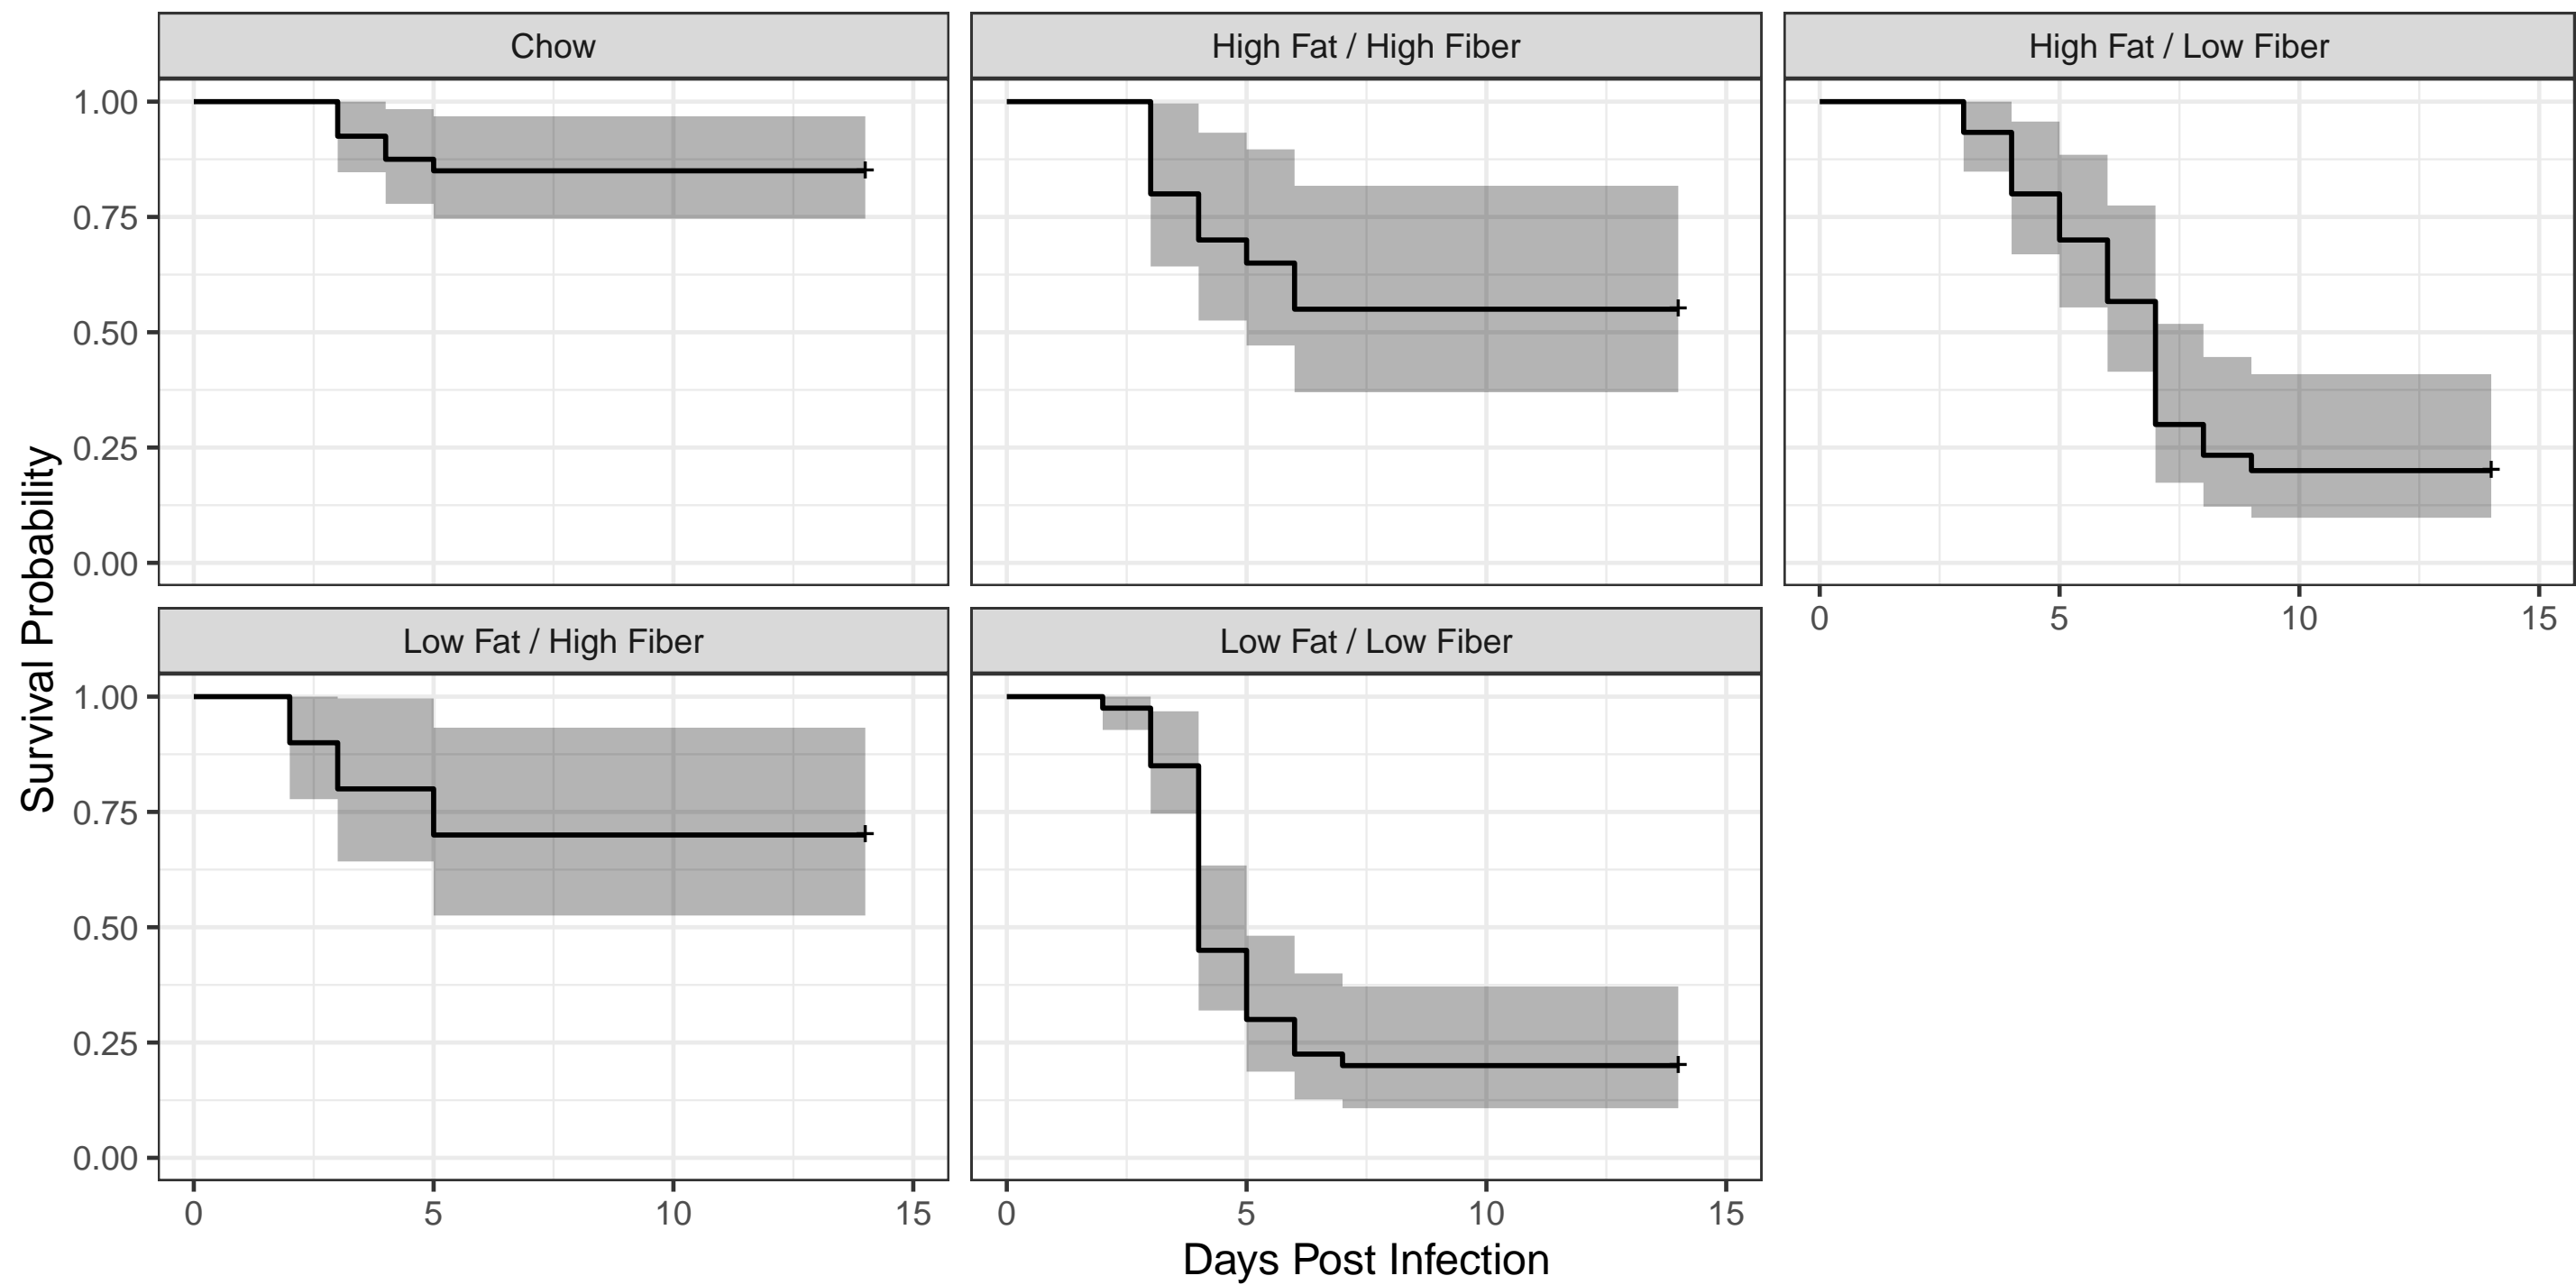 Chow
High Fat / High Fiber
High Fat / Low Fiber
1.00
0.75
0.50
0.25
0.00
0 5 10 15
Low Fat / High Fiber
Low Fat / Low Fiber
1.00
0.75
0.50
0.25
0.00
0 5 10 15
0 5 10 15
Survival Probability
Days Post Infection